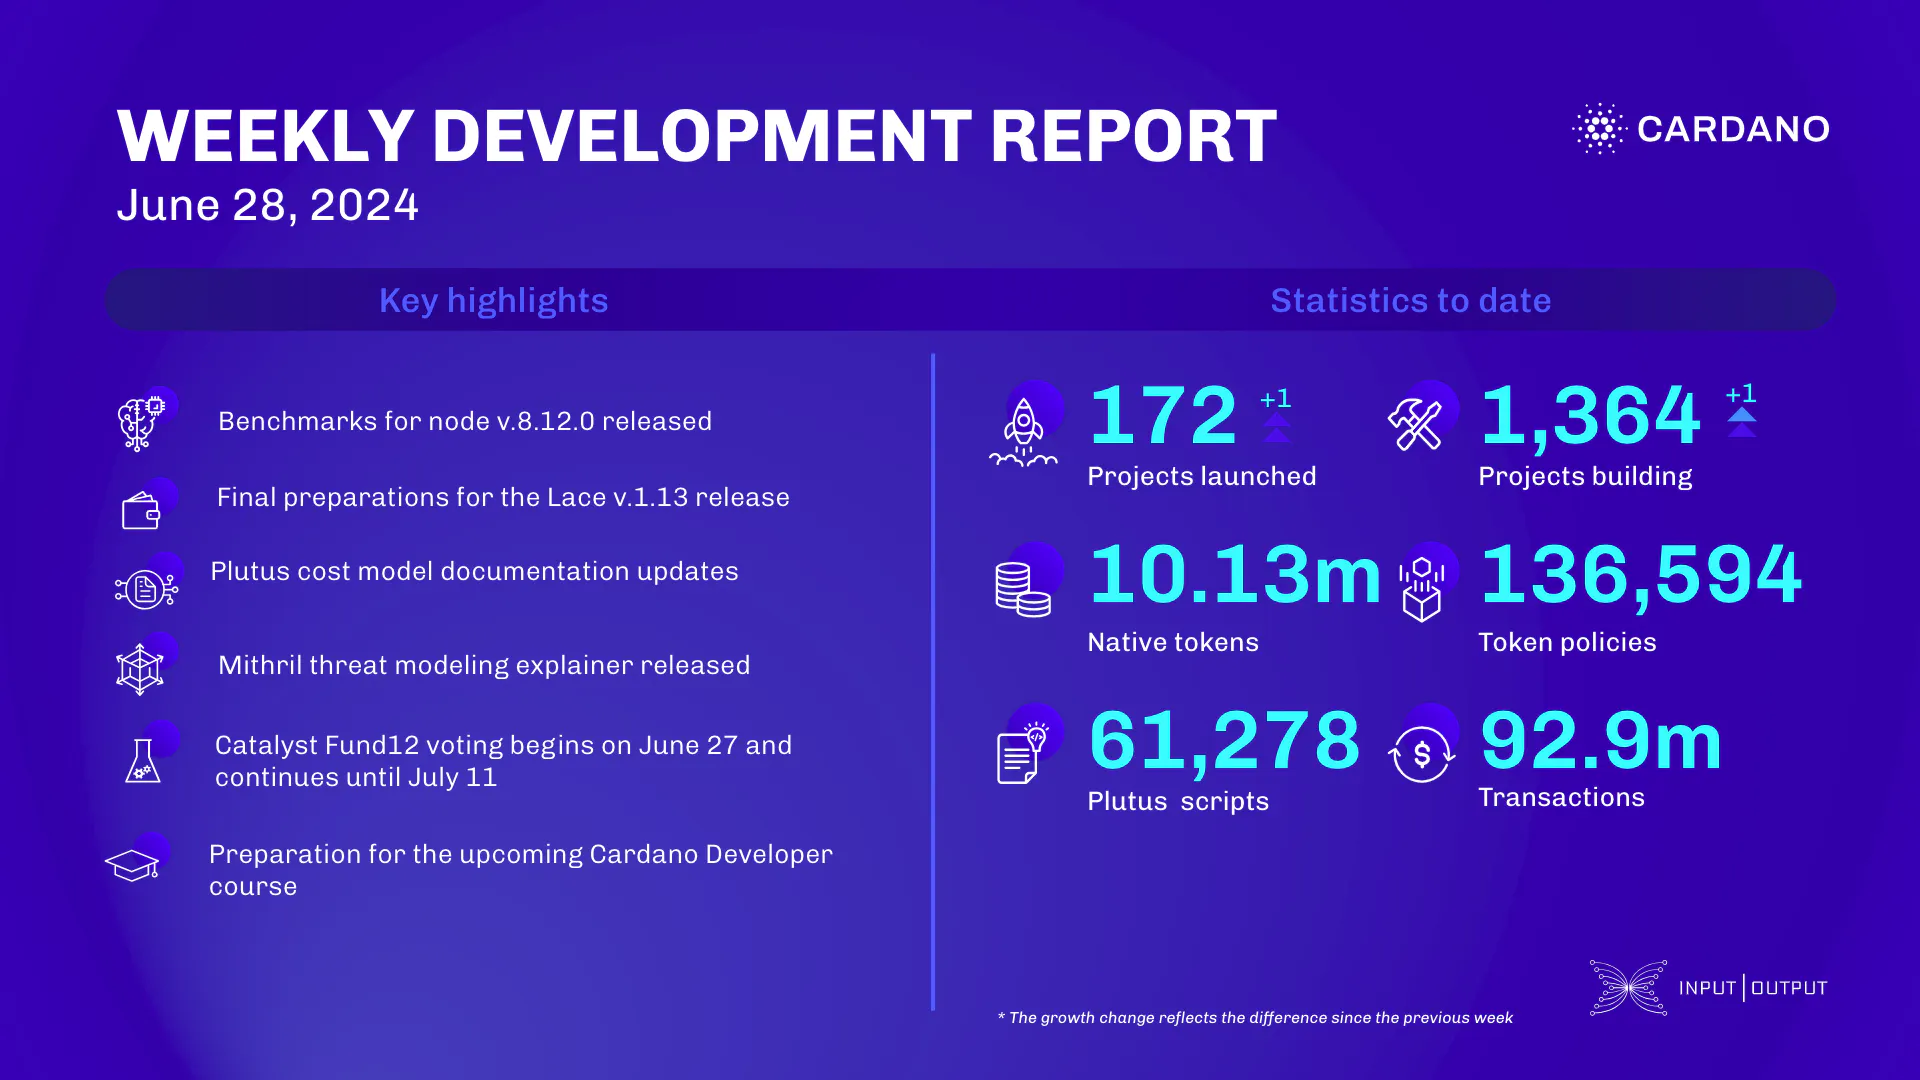 WEEKLY DEVELOPMENT REPORT
June 28, 2024
CARDANO
Key highlights
Statistics to date
Benchmarks for node v.8.12.0 released
Final preparations for the Lace v.1.13 release
Plutus cost model documentation updates
Mithril threat modeling explainer released
Catalyst Fund12 voting begins on June 27 and
continues until July 11
Preparation for the upcoming Cardano Developer
course
172 +1
Projects launched
1,364 +1
Projects building
10.13m
Native tokens
136,594
Token policies
61,278
Plutus scripts
$
92.9m
Transactions
* The growth change reflects the difference since the previous week
INPUT|OUTPUT